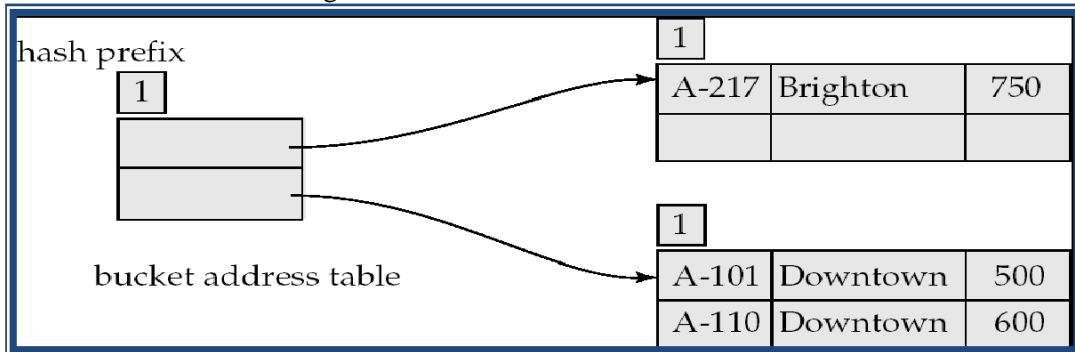 hash prefix
1
bucket address table
1
A-217 Brighton 750
1
A-101 Downtown 500
A-110 Downtown 600